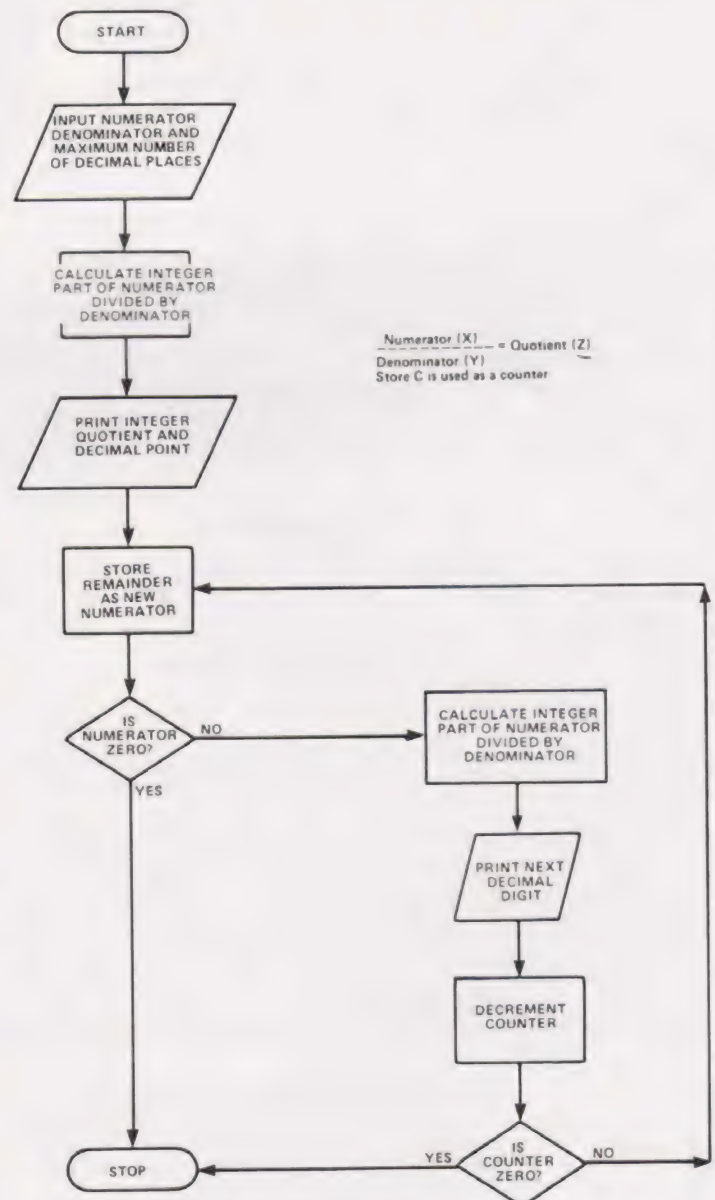 START
INPUT NUMERATOR
DENOMINATOR AND
MAXIMUM NUMBER
OF DECIMAL PLACES
CALCULATE INTEGER
PART OF NUMERATOR
DIVIDED BY
DENOMINATOR
Numerator (X)
= Quotient (Z)
Denominator (Y)
Store C is used as a counter
PRINT INTEGER
QUOTIENT AND
DECIMAL POINT
STORE
REMAINDER
AS NEW
NUMERATOR
IS
NUMERATOR
ZERO?
NO
YES
CALCULATE INTEGER
PART OF NUMERATOR
DIVIDED BY
DENOMINATOR
PRINT NEXT
DECIMAL
DIGIT
DECREMENT
COUNTER
IS
COUNTER
ZERO?
YES
NO
STOP